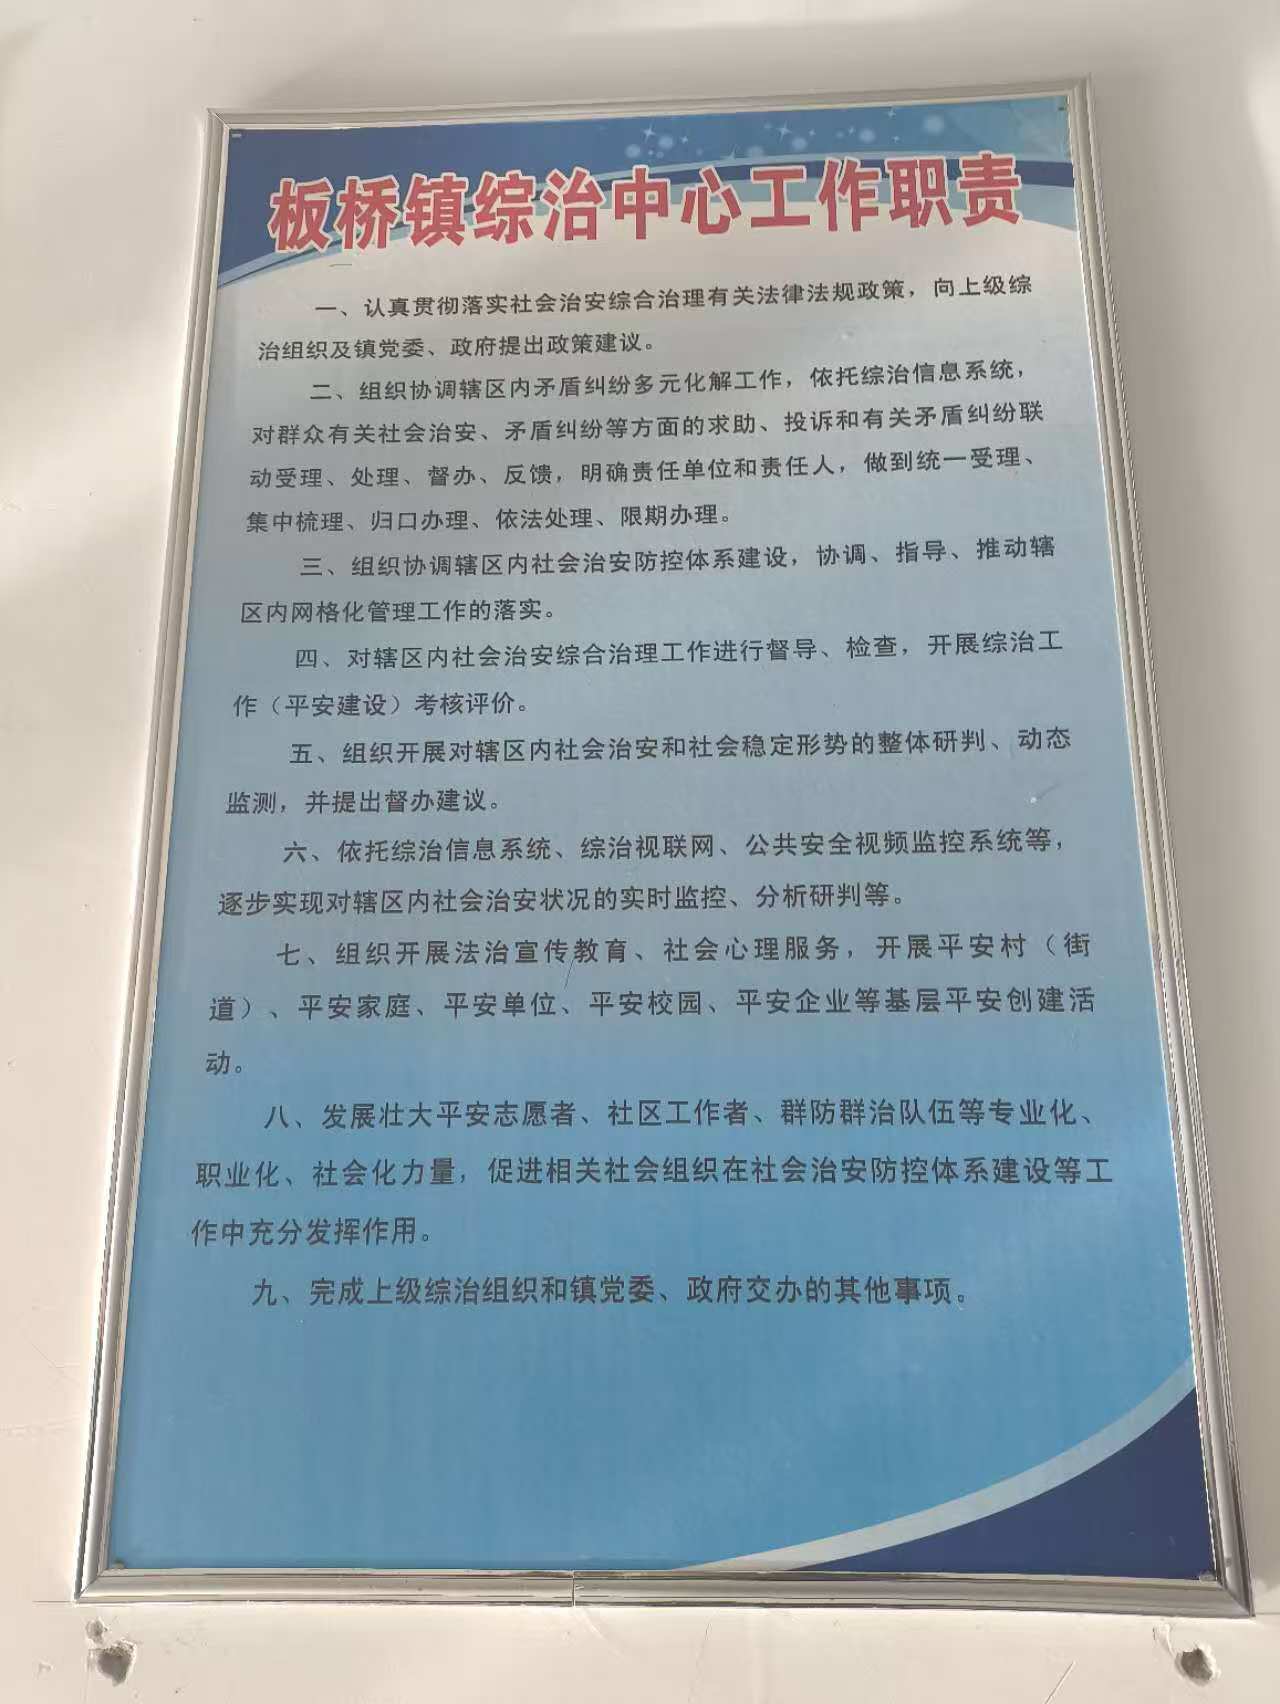 板桥镇综治中心工作职责
一、认真贯彻落实社会治安综合治理有关法律法规政策，向上级综
治组织及镇党委、政府提出政策建议。
二、组织协调辖区内矛盾纠纷多元化解工作，依托综治信息系统，
对群众有关社会治安、矛盾纠纷等方面的求助、投诉和有关矛盾纠纷联
动受理、处理、督办、反馈，明确责任单位和责任人，做到统一受理、
集中梳理、归口办理、依法处理、限期办理。
三、组织协调辖区内社会治安防控体系建设，协调、指导、推动辖
区内网格化管理工作的落实。
四、对辖区内社会治安综合治理工作进行督导、检查，开展综治工
作（平安建设）考核评价。
五、组织开展对辖区内社会治安和社会稳定形势的整体研判、动态
监测，并提出督办建议。
六、依托综治信息系统、综治视联网、公共安全视频监控系统等，
逐步实现对辖区内社会治安状况的实时监控、分析研判等。
七、组织开展法治宣传教育、社会心理服务，开展平安村（街
道）、平安家庭、平安单位、平安校园、平安企业等基层平安创建活
动。
八、发展壮大平安志愿者、社区工作者、群防群治队伍等专业化、
职业化、社会化力量，促进相关社会组织在社会治安防控体系建设等工
作中充分发挥作用。
九、完成上级综治组织和镇党委、政府交办的其他事项。